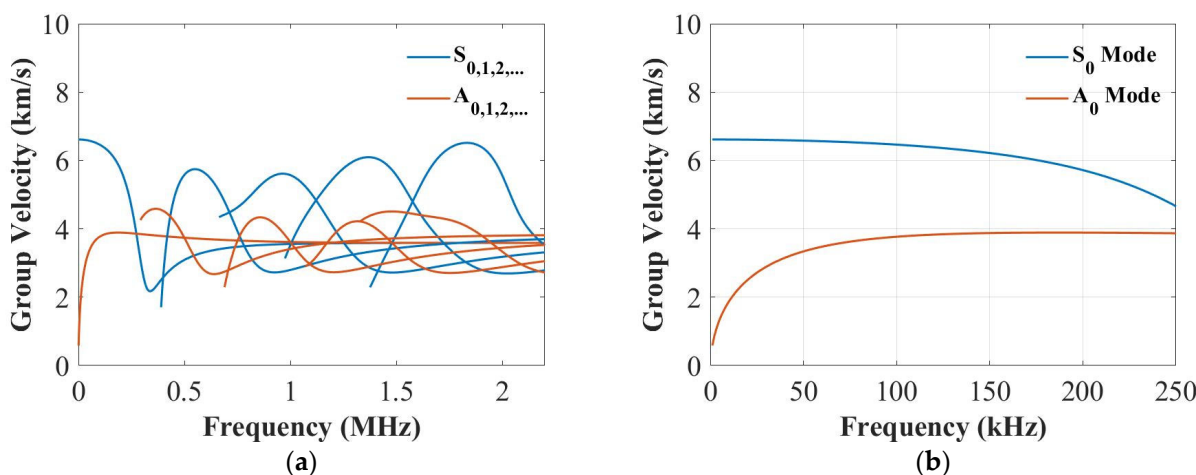 10
8
6
4
2
0
Group Velocity (km/s)
S0,1,2,...
A0,1,2,...
0 0.5 1 1.5 2
Frequency (MHz)
(a)
10
8
6
4
2
0
Group Velocity (km/s)
S0 Mode
A0 Mode
0 50 100 150 200 250
Frequency (kHz)
(b)